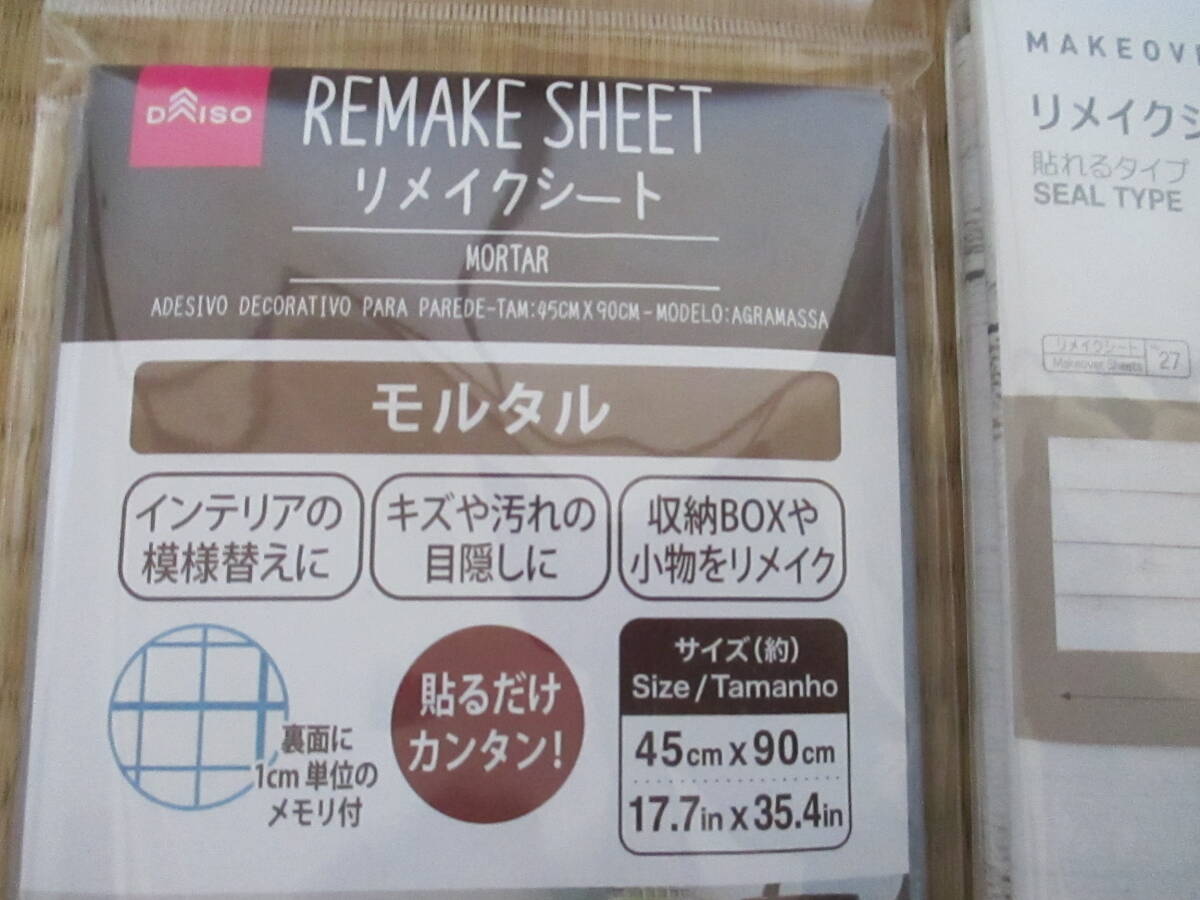 DAISO
REMAKE SHEET
リメイクシート
MORTAR
ADESIVO DECORATIVO PARA PAREDE-TAM:45CMX90CM-MODELO:AGRAMASSA
モルタル
インテリアの
模様替えに
キズや汚れの
目隠しに
収納BOXや
小物をリメイク
裏面に
1cm単位の
メモリ付
貼るだけ
カンタン!
サイズ(約)
Size/Tamanho
45cm X 90cm
17.7in X 35.4in
MAKEOVE
リメイクシ
貼れるタイプ
SEAL TYPE
リメイクシート
Makeover Sheets
27